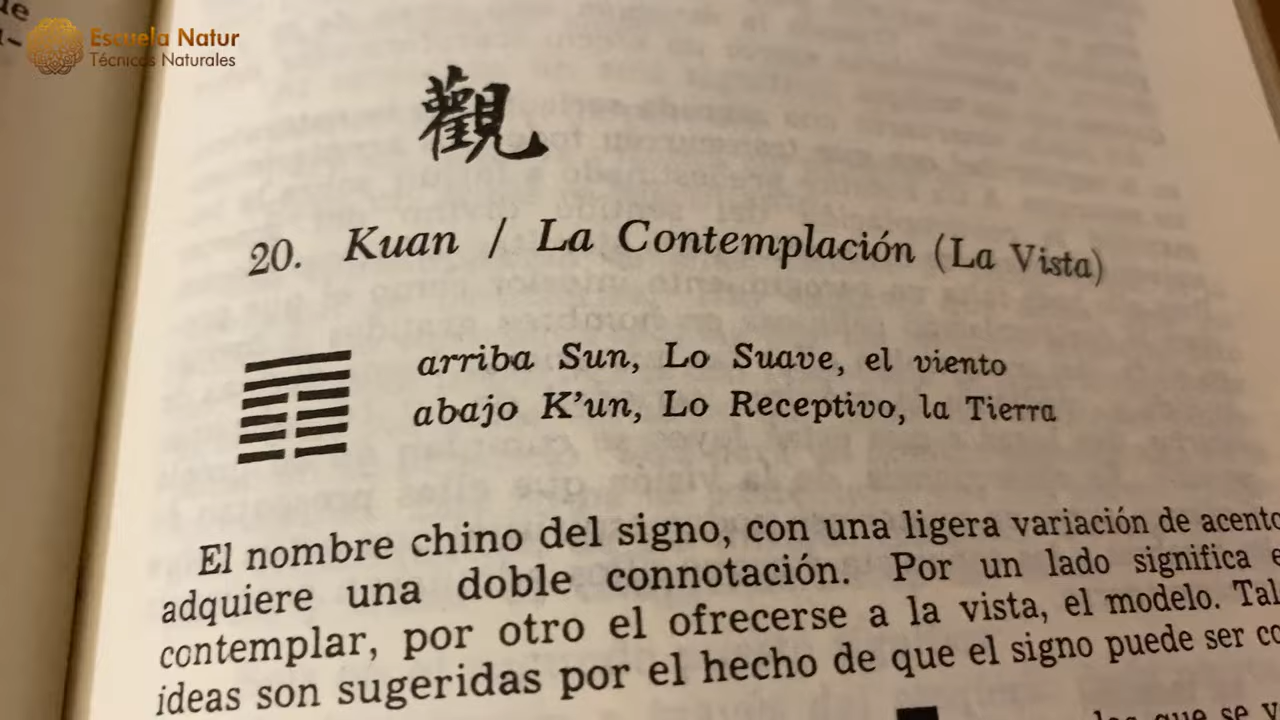 Escuela Natur
Técnicas Naturales
觀
20. Kuan / La Contemplación (La Vista)
arriba Sun, Lo Suave, el viento
abajo K'un, Lo Receptivo, la Tierra
El nombre chino del signo, con una ligera variación de acento
adquiere una doble connotación. Por un lado significa e
contemplar, por otro el ofrecerse a la vista, el modelo. Tal
ideas son sugeridas por el hecho de que el signo puede ser co
que se v